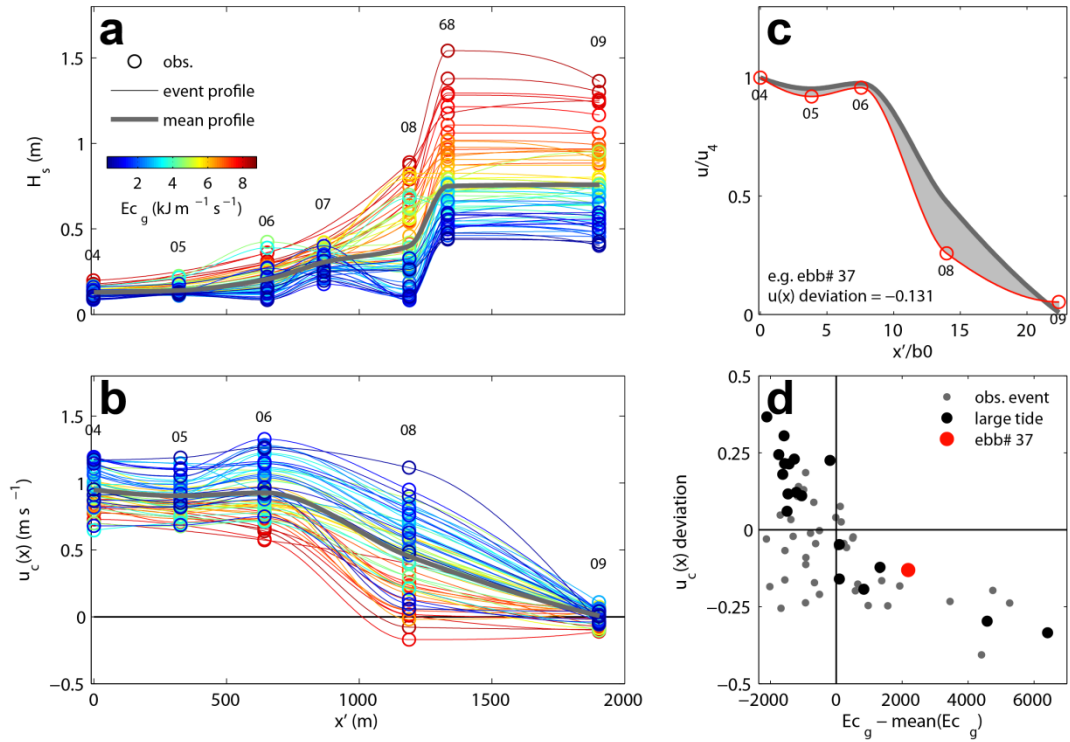 a
1.5
1
0.5
0
H_s (m)
obs.
event profile
mean profile
2 4 6 8
Ec_g (kJ m⁻¹ s⁻¹)
04
05
06
07
08
68
09
c
1
0.5
0
u/u_4
04
05
06
08
09
e.g. ebb# 37
u(x) deviation = −0.131
0 5 10 15 20
x'/b0
b
1.5
1
0.5
0
−0.5
u_c(x) (m s⁻¹)
04
05
06
08
09
0 500 1000 1500 2000
x' (m)
d
0.5
0.25
0
−0.25
−0.5
u_c(x) deviation
obs. event
large tide
ebb# 37
−2000 0 2000 4000 6000
Ec_g − mean(Ec_g)